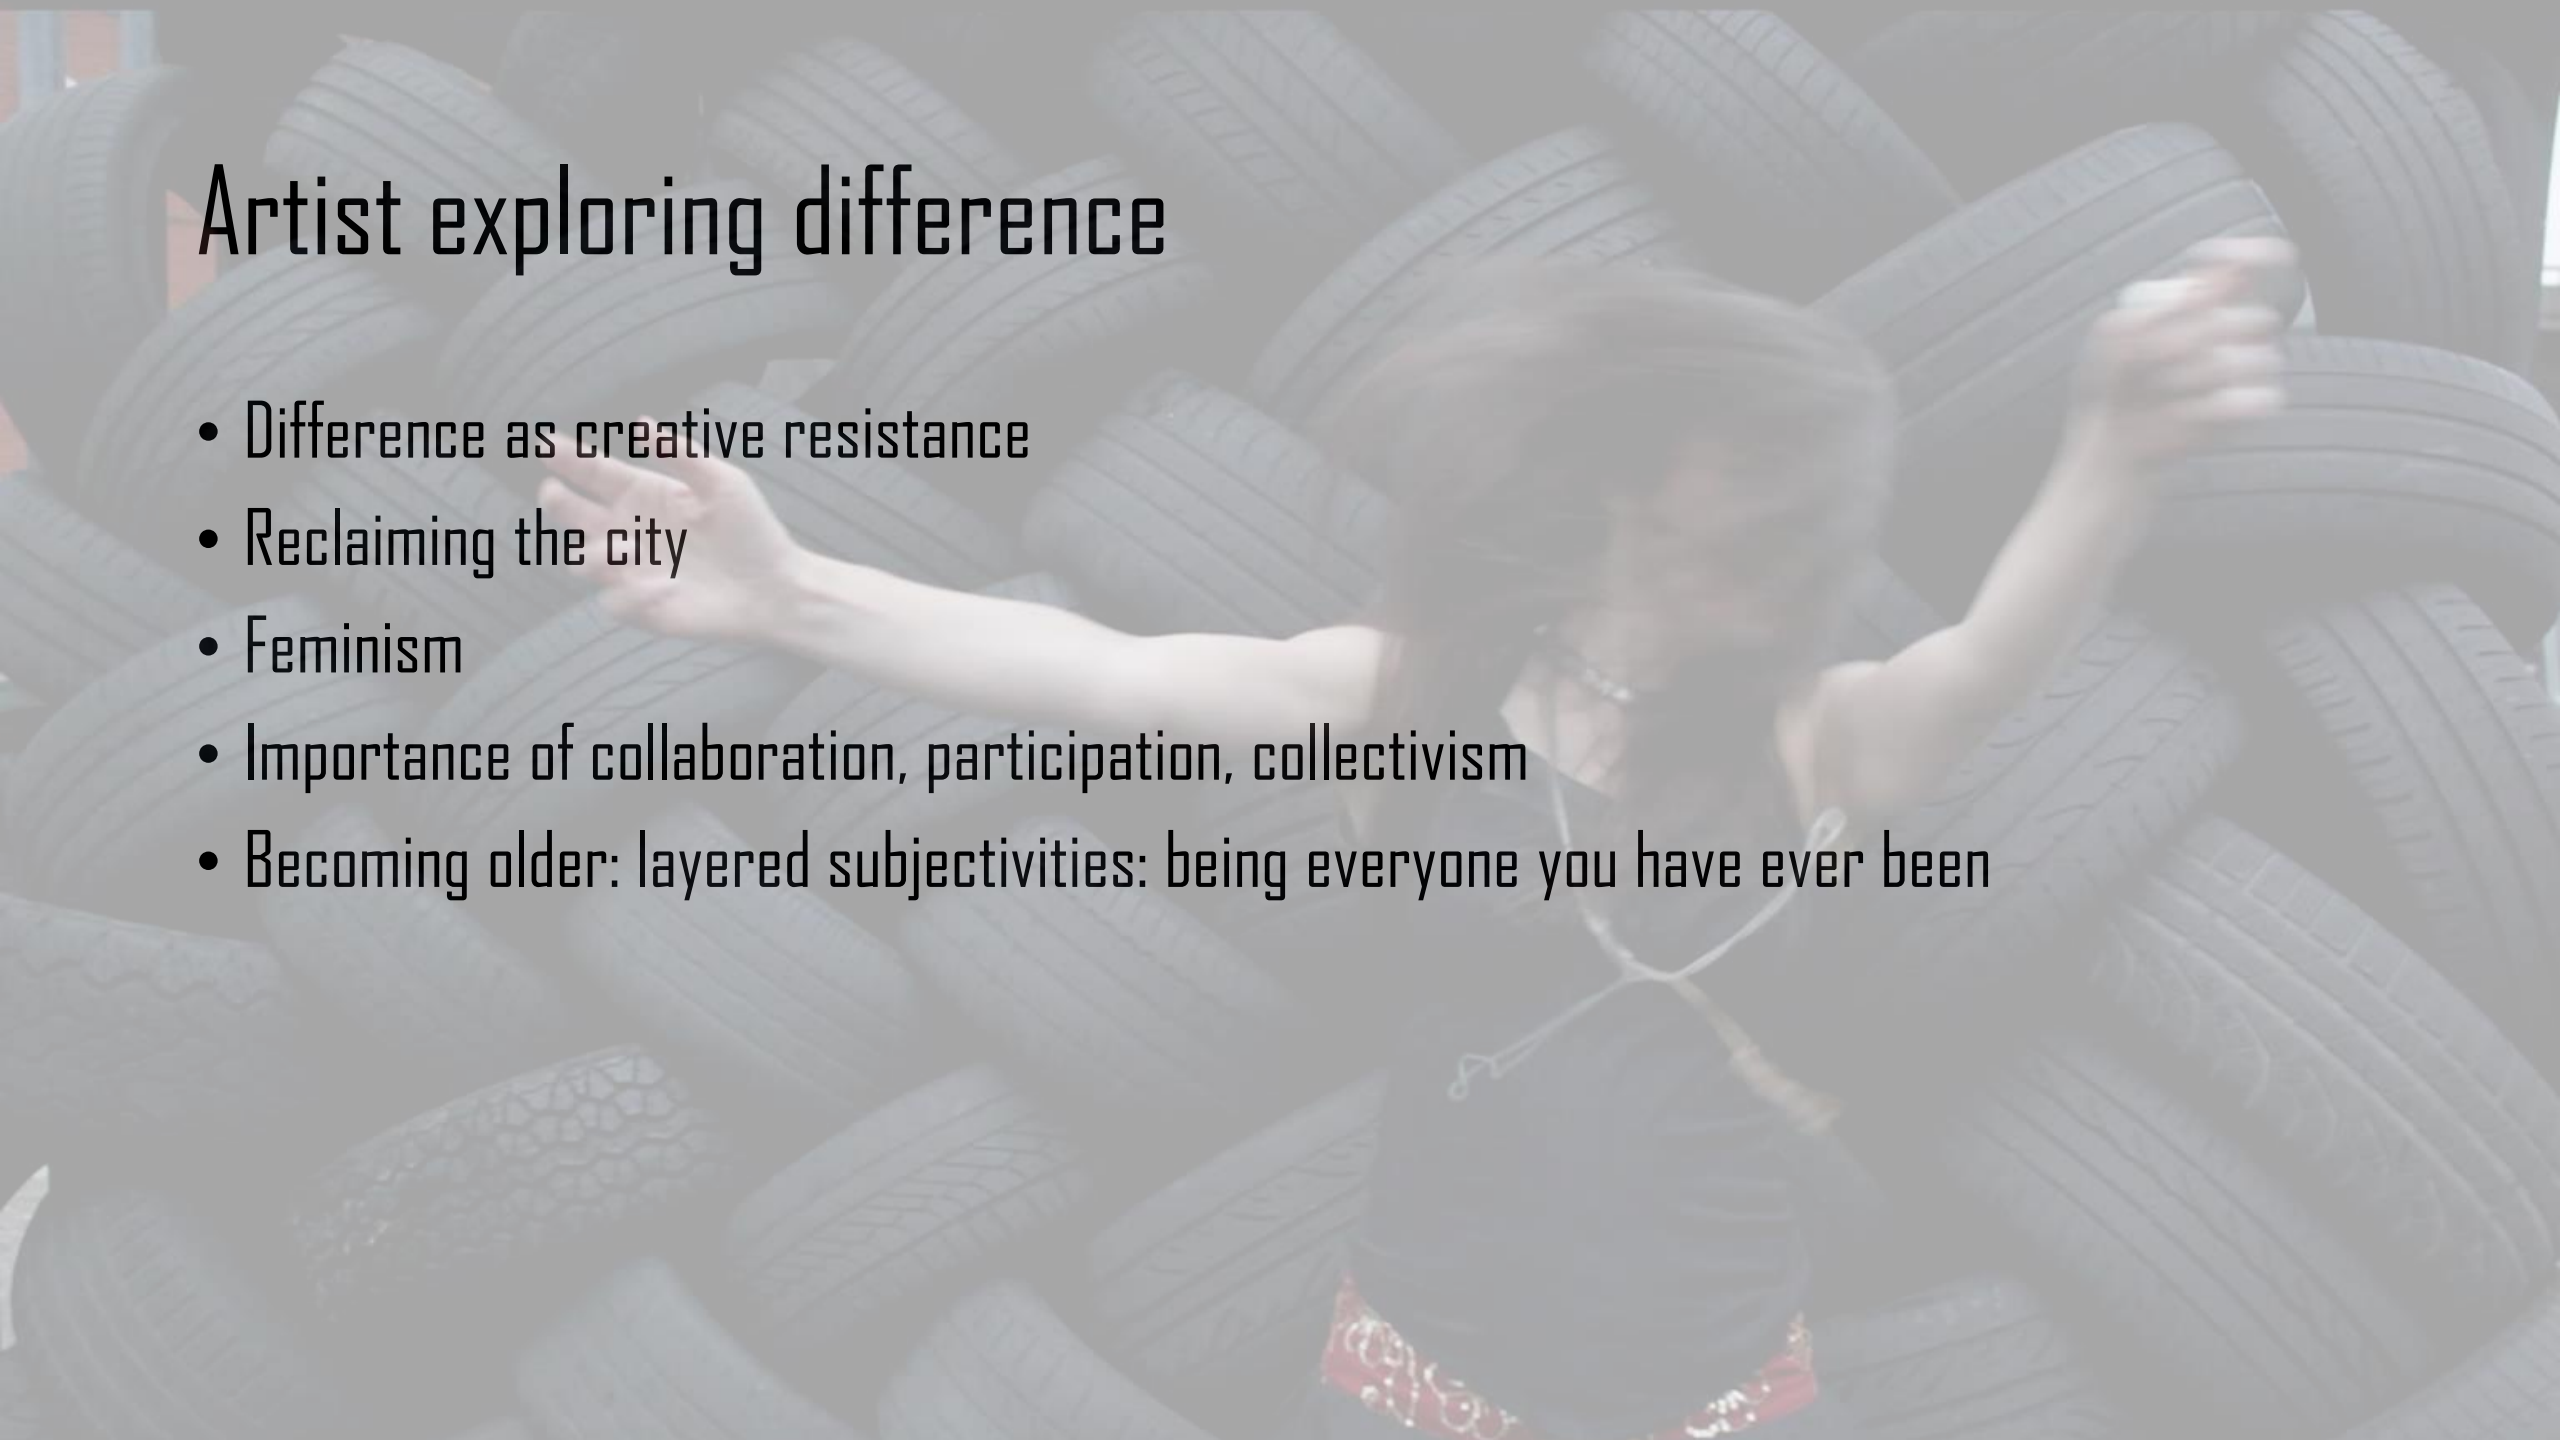 Artist exploring difference
• Difference as creative resistance
• Reclaiming the city
• Feminism
• Importance of collaboration, participation, collectivism
• Becoming older: layered subjectivities: being everyone you have ever been